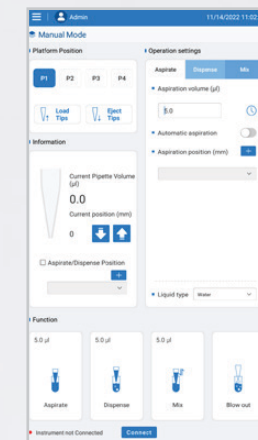 Admin
11/14/2022 11:02
Manual Mode
Platform Position
P1 P2 P3 P4
Load Tips
Eject Tips
Information
Current Pipette Volume (µl)
0.0
Current position (mm)
0
Aspirate/Dispense Position
+
Operation settings
Aspirate Dispense Mix
Aspiration volume (µl)
5.0
Automatic aspiration
Aspiration position (mm)
+
Liquid type Water
Function
5.0 µl
Aspirate
5.0 µl
Dispense
5.0 µl
Mix
Blow out
Instrument not Connected
Connect